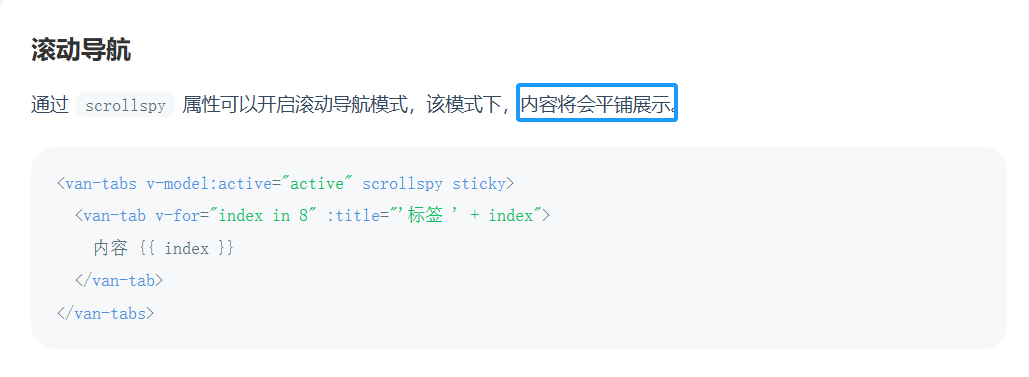 滚动导航
通过 scrollspy 属性可以开启滚动导航模式，该模式下，内容将会平铺展示。
<van-tabs v-model:active="active" scrollspy sticky>
<van-tab v-for="index in 8" :title="'标签 ' + index">
内容 {{ index }}
</van-tab>
</van-tabs>